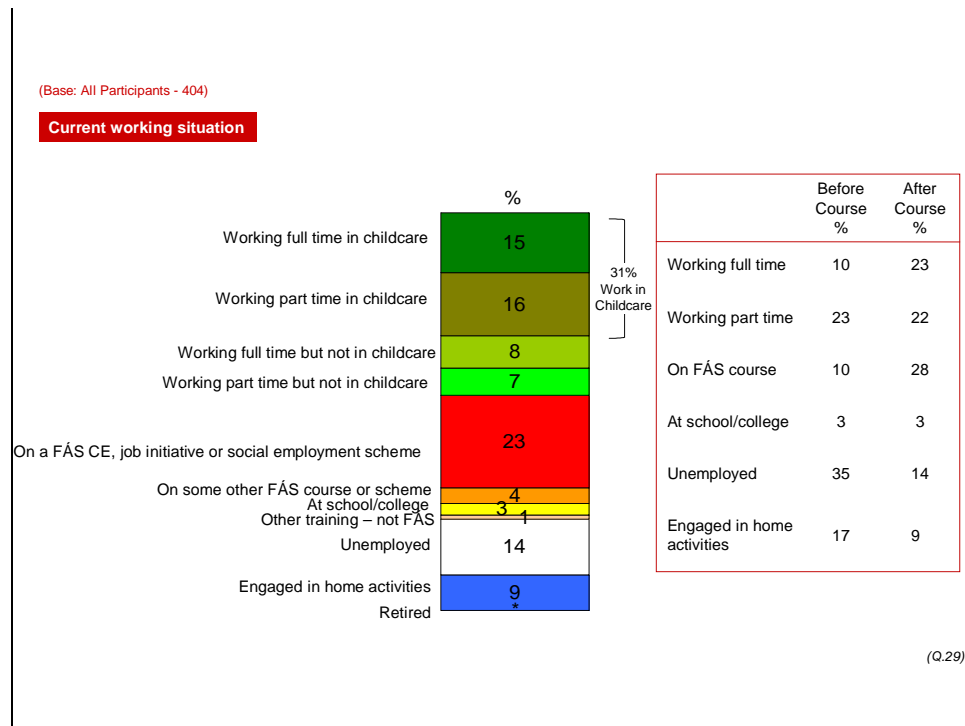 (Base: All Participants - 404)
Current working situation
%
Working full time in childcare 15
Working part time in childcare 16
Working full time but not in childcare 8
Working part time but not in childcare 7
On a FÁS CE, job initiative or social employment scheme 23
On some other FÁS course or scheme 4
At school/college 3
Other training – not FÁS 1
Unemployed 14
Engaged in home activities 9
Retired *
31%
Work in
Childcare
Before After
Course Course
% %
Working full time 10 23
Working part time 23 22
On FÁS course 10 28
At school/college 3 3
Unemployed 35 14
Engaged in home
activities 17 9
(Q.29)